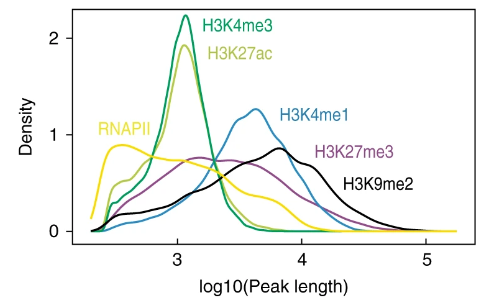 H3K4me3
2
H3K27ac
H3K4me1
RNAPII
1
H3K27me3
H3K9me2
0
Density
3 4 5
log10(Peak length)